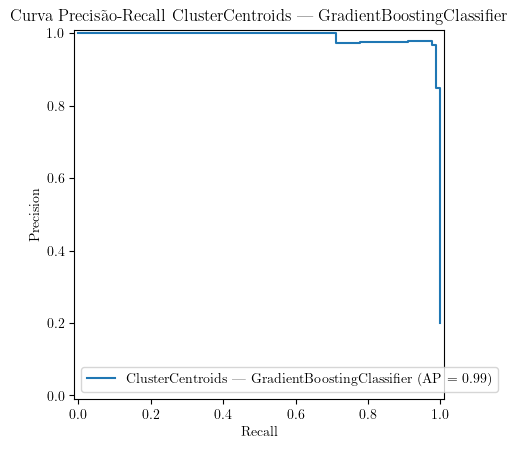 Curva Precisão-Recall ClusterCentroids — GradientBoostingClassifier
1.0
0.8
0.6
0.4
0.2
0.0
Precision
ClusterCentroids — GradientBoostingClassifier (AP = 0.99)
0.0 0.2 0.4 0.6 0.8 1.0
Recall